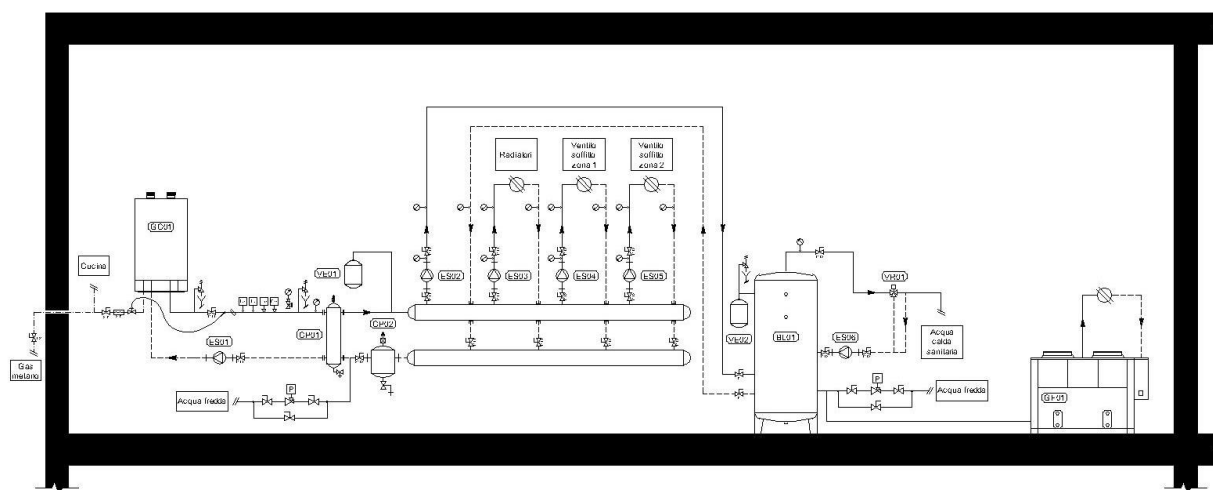 Radiatori
Ventilo
soffitto
zona 1
Ventilo
soffitto
zona 2
GC01
Cucina
VE01
ES02
ES03
ES04
ES05
VR01
CP01
CP02
VE02
BL01
ES01
ES06
Acqua
calda
sanitaria
Gas
metano
P
Acqua fredda
P
Acqua fredda
GF01